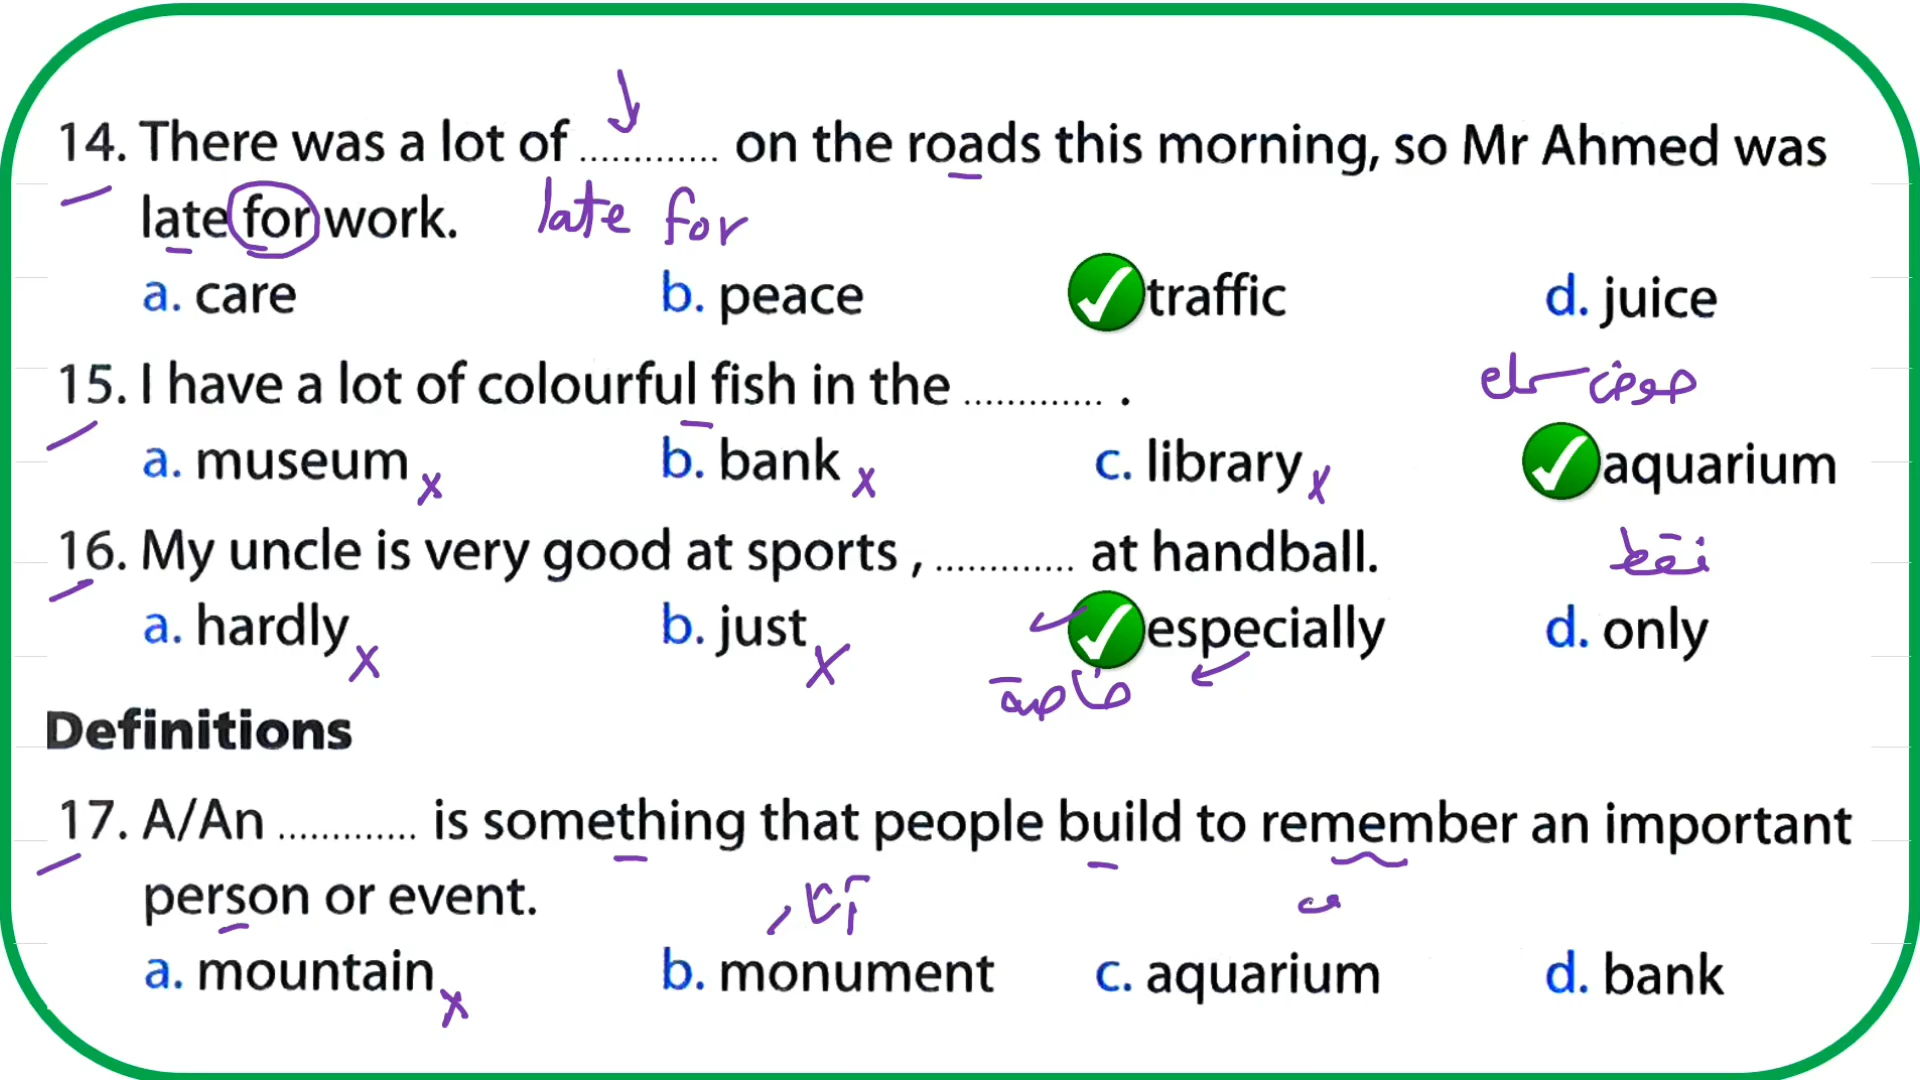 14. There was a lot of ............. on the roads this morning, so Mr Ahmed was
late for work. late for
a. care b. peace traffic d. juice
15. I have a lot of colourful fish in the ............. . حوض سمك
a. museum x b. bank x c. library x aquarium
16. My uncle is very good at sports , ............. at handball. فقط
a. hardly x b. just x especially d. only
خاصة
Definitions
17. A/An ............. is something that people build to remember an important
person or event. آثار
a. mountain x b. monument c. aquarium d. bank